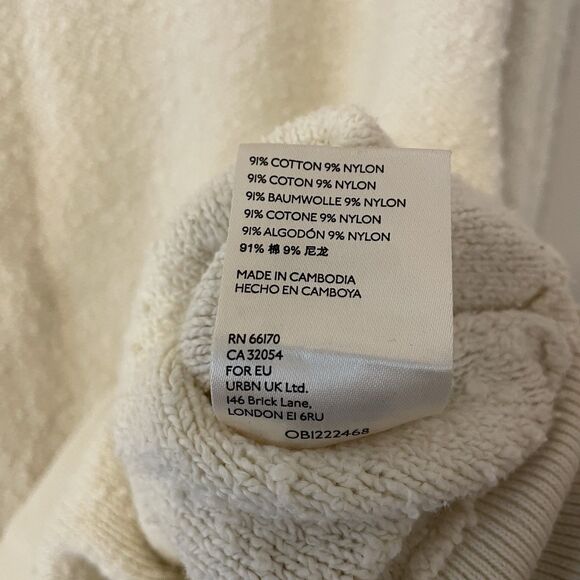 91% COTTON 9% NYLON
91% COTON 9% NYLON
91% BAUMWOLLE 9% NYLON
91% COTONE 9% NYLON
91% ALGODÓN 9% NYLON
91% 棉 9% 尼龙
MADE IN CAMBODIA
HECHO EN CAMBOYA
RN 66170
CA 32054
FOR EU
URBN UK Ltd.
146 Brick Lane,
LONDON E1 6RU
OB1222468